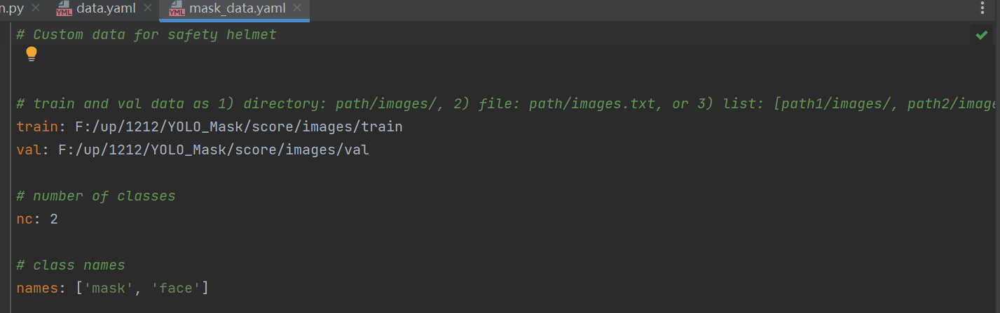 n.py data.yaml mask_data.yaml
# Custom data for safety helmet
# train and val data as 1) directory: path/images/, 2) file: path/images.txt, or 3) list: [path1/images/, path2/image
train: F:/up/1212/YOLO_Mask/score/images/train
val: F:/up/1212/YOLO_Mask/score/images/val
# number of classes
nc: 2
# class names
names: ['mask', 'face']